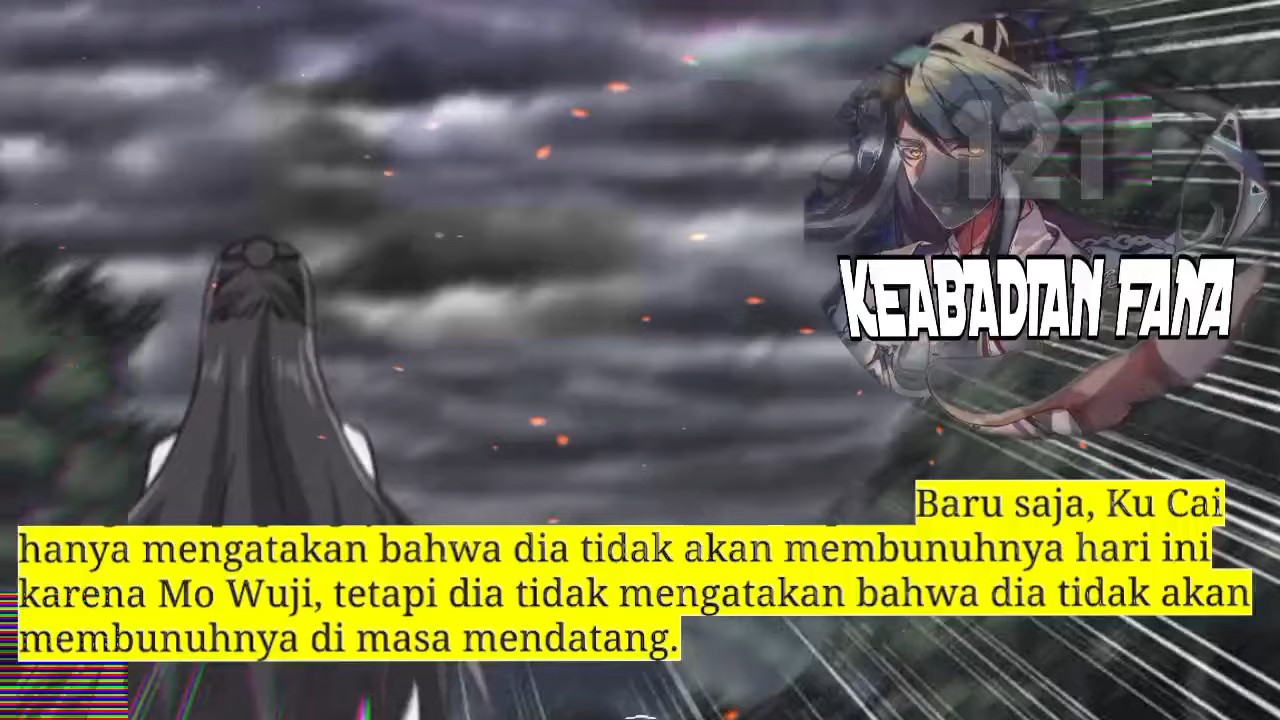 121
KEABADIAN FANA
Baru saja, Ku Cai
hanya mengatakan bahwa dia tidak akan membunuhnya hari ini
karena Mo Wuji, tetapi dia tidak mengatakan bahwa dia tidak akan
membunuhnya di masa mendatang.